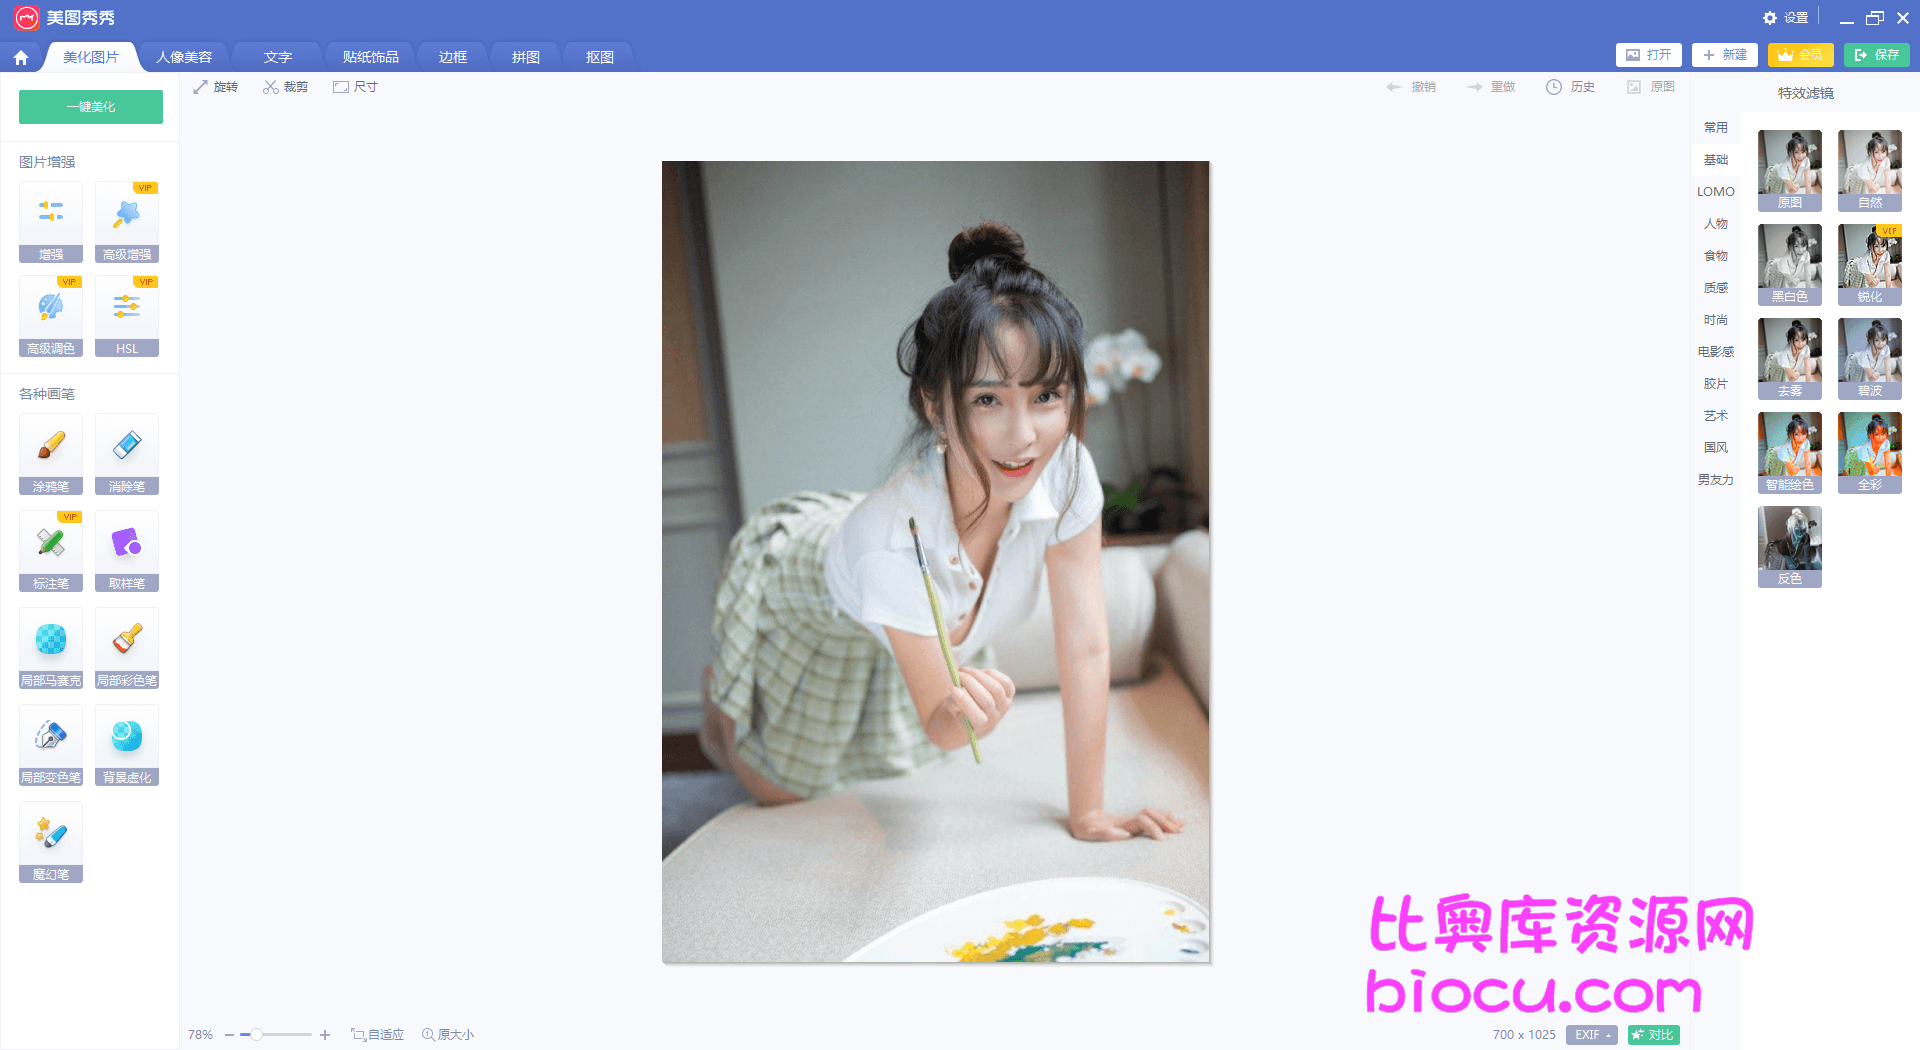 美图秀秀
设置
美化图片 人像美容 文字 贴纸饰品 边框 拼图 抠图
打开 新建 会员 保存
旋转 裁剪 尺寸
撤销 重做 历史 原图
一键美化
图片增强
VIP
增强 高级增强
VIP VIP
高级调色 HSL
各种画笔
涂鸦笔 消除笔
VIP
标注笔 取样笔
局部马赛克 局部彩色笔
局部变色笔 背景虚化
魔幻笔
特效滤镜
常用
基础
LOMO
人物
食物
质感
时尚
电影感
胶片
艺术
国风
男友力
原图 自然
VIP
黑白色 锐化
去雾 碧波
智能绘色 全彩
反色
比奥库资源网
biocu.com
78% 自适应 原大小
700 x 1025 EXIF 对比